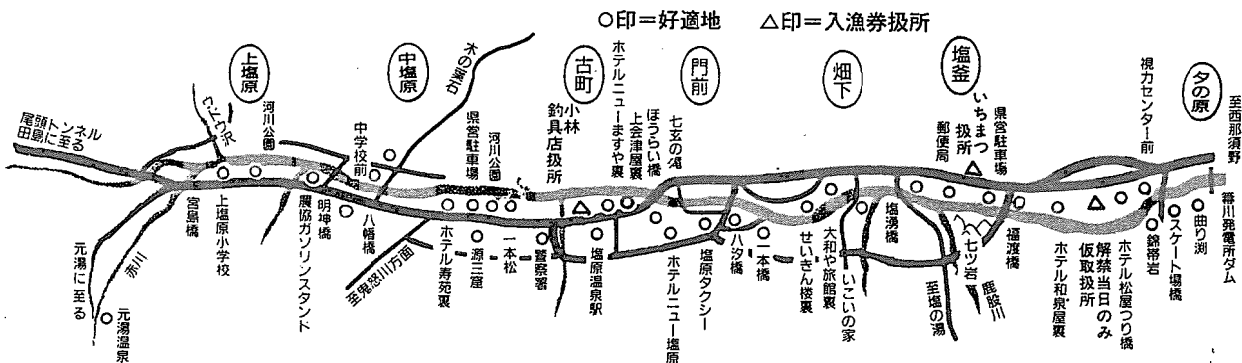 ○印＝好適地　△印＝入漁券扱所
上塩原
中塩原
古町
門前
畑下
塩釜
夕の原
尾頭トンネル
田島に至る
ウドウ沢
河川公園
中学校前
木の葉石
県営駐車場
河川公園
小林
釣具店扱所
ホテルニューますや裏
上会津屋裏
ほうらい橋
七玄の湯
郵便局
いちまつ
扱所
県営駐車場
視力センター前
至西那須野
元湯に至る
元湯温泉
赤川
宮島橋
上塩原小学校
農協ガソリンスタンド
明神橋
八幡橋
至鬼怒川方面
ホテル寿苑裏
源三窟
一本松
警察署
塩原温泉駅
ホテルニュー塩原
塩原タクシー
八汐橋
一本橋
せいきん楼裏
大和や旅館裏
いこいの家
塩湧橋
至塩の湯
七ツ岩
鹿股川
福渡橋
ホテル和泉屋裏
仮取扱所
解禁当日のみ
ホテル松屋つり橋
錦帯岩
スケート場橋
曲り渕
箒川発電所ダム